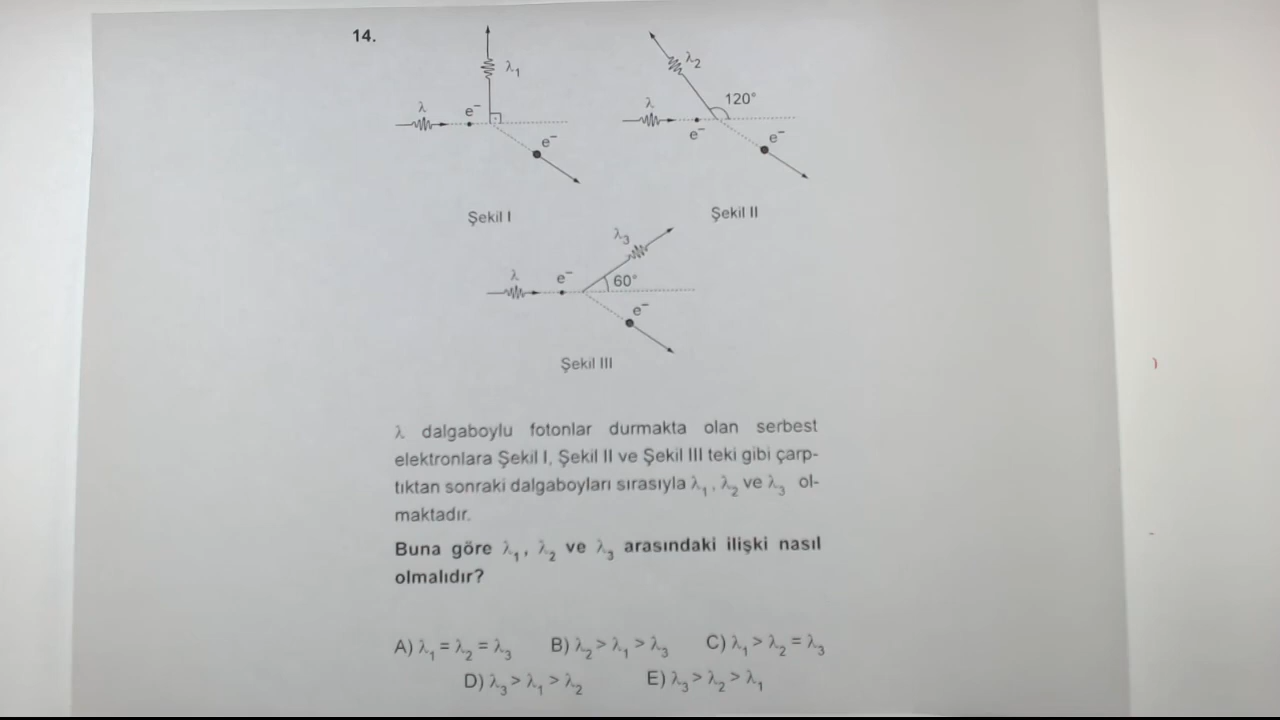 14.
λ₁
λ
e⁻
e⁻
Şekil I
λ₂
120°
λ
e⁻
e⁻
Şekil II
λ₃
λ
e⁻
60°
e⁻
Şekil III
λ dalgaboylu fotonlar durmakta olan serbest
elektronlara Şekil I, Şekil II ve Şekil III teki gibi çarp-
tıktan sonraki dalgaboyları sırasıyla λ₁, λ₂ ve λ₃ ol-
maktadır.
Buna göre λ₁, λ₂ ve λ₃ arasındaki ilişki nasıl
olmalıdır?
A) λ₁ = λ₂ = λ₃ B) λ₂ > λ₁ > λ₃ C) λ₁ > λ₂ = λ₃
D) λ₃ > λ₁ > λ₂ E) λ₃ > λ₂ > λ₁